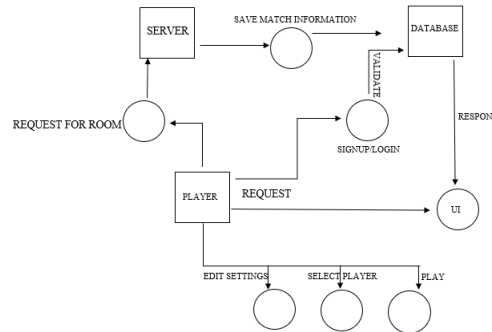 SERVER
SAVE MATCH INFORMATION
DATABASE
VALIDATE
REQUEST FOR ROOM
RESPON
SIGNUP/LOGIN
PLAYER
REQUEST
UI
EDIT SETTINGS
SELECT PLAYER
PLAY